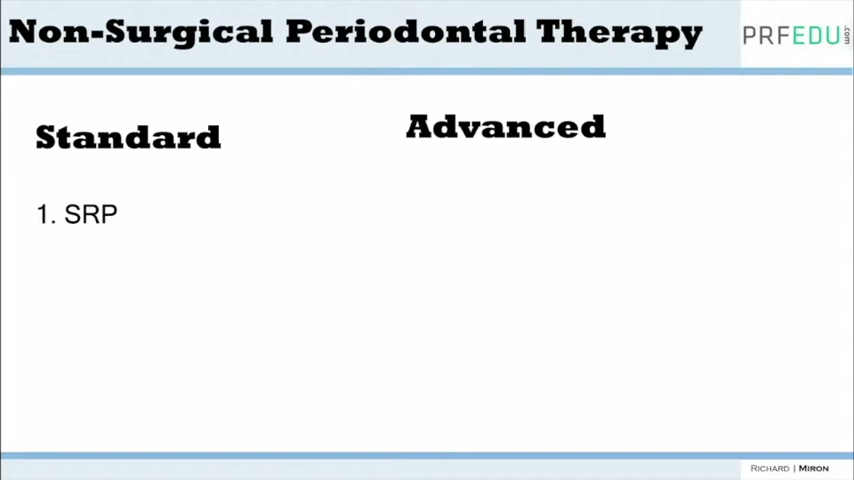 Non-Surgical Periodontal Therapy
PRFEDU.com
Standard
Advanced
1. SRP
RICHARD | MIRON